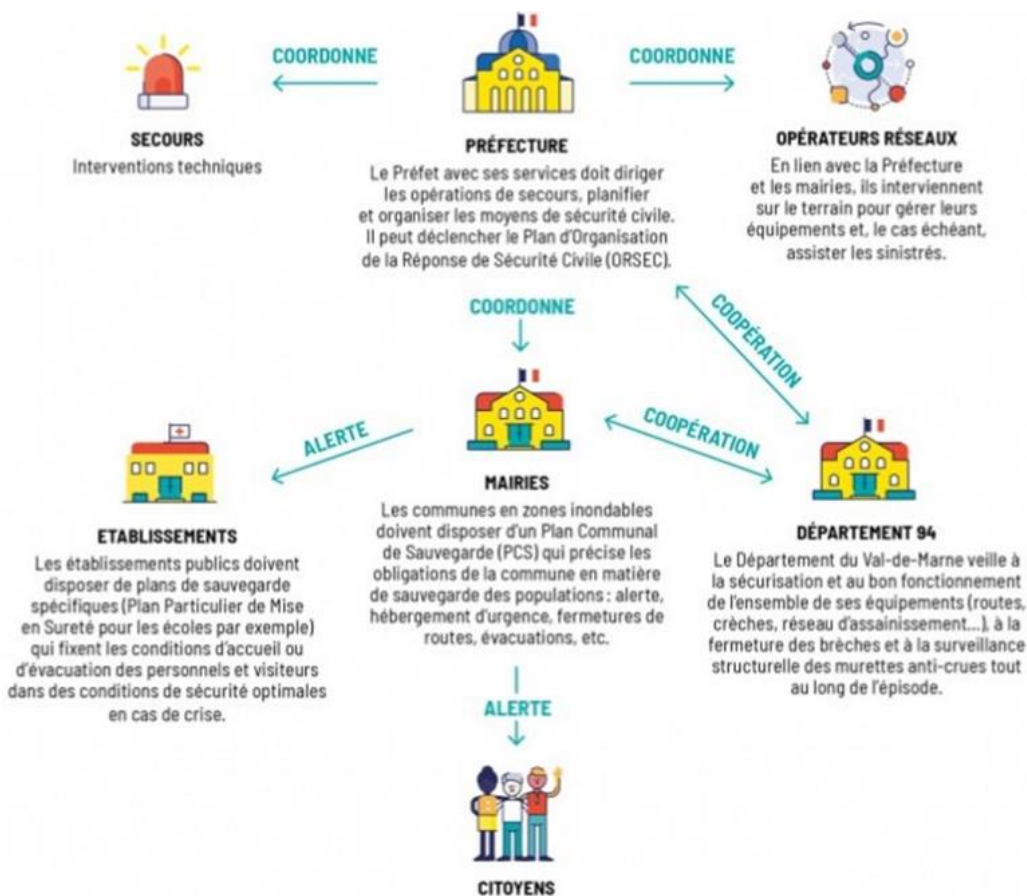 COORDONNE
COORDONNE
SECOURS
Interventions techniques
PRÉFECTURE
Le Préfet avec ses services doit diriger
les opérations de secours, planifier
et organiser les moyens de sécurité civile.
Il peut déclencher le Plan d'Organisation
de la Réponse de Sécurité Civile (ORSEC).
OPÉRATEURS RÉSEAUX
En lien avec la Préfecture
et les mairies, ils interviennent
sur le terrain pour gérer leurs
équipements et, le cas échéant,
assister les sinistrés.
COORDONNE
COOPÉRATION
ALERTE
COOPÉRATION
ETABLISSEMENTS
Les établissements publics doivent
disposer de plans de sauvegarde
spécifiques (Plan Particulier de Mise
en Sureté pour les écoles par exemple)
qui fixent les conditions d'accueil ou
d'évacuation des personnels et visiteurs
dans des conditions de sécurité optimales
en cas de crise.
MAIRIES
Les communes en zones inondables
doivent disposer d'un Plan Communal
de Sauvegarde (PCS) qui précise les
obligations de la commune en matière
de sauvegarde des populations : alerte,
hébergement d'urgence, fermetures de
routes, évacuations, etc.
DÉPARTEMENT 94
Le Département du Val-de-Marne veille à
la sécurisation et au bon fonctionnement
de l'ensemble de ses équipements (routes,
crèches, réseau d'assainissement...), à la
fermeture des brèches et à la surveillance
structurelle des murettes anti-crues tout
au long de l'épisode.
ALERTE
CITOYENS